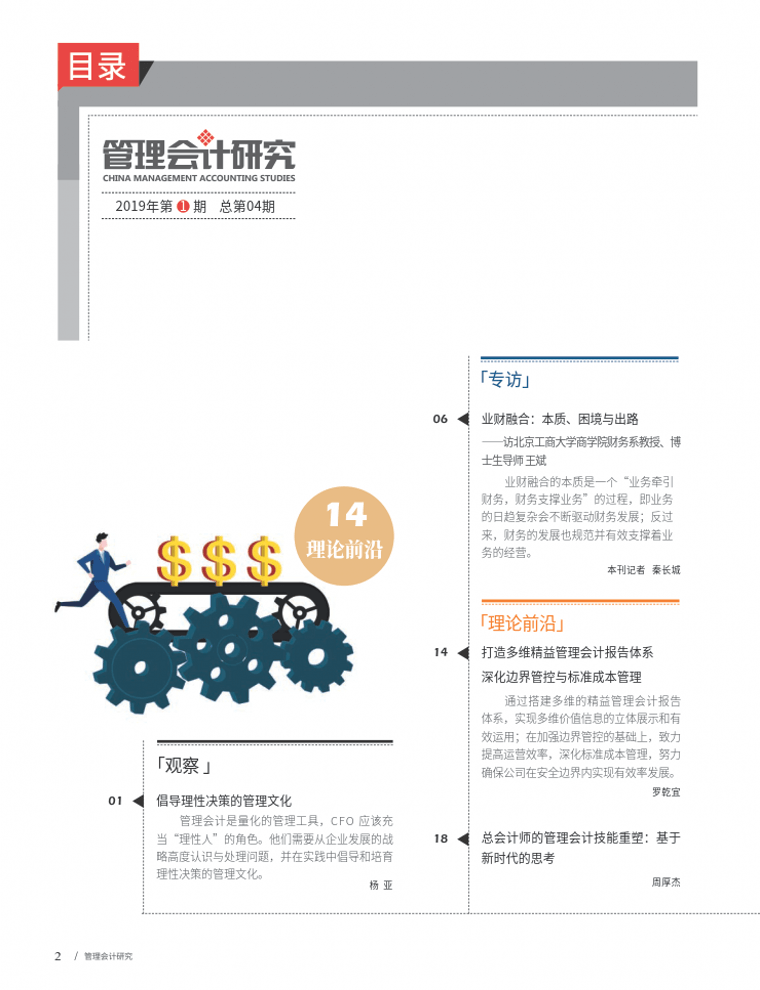 目录
管理会计研究
CHINA MANAGEMENT ACCOUNTING STUDIES
2019年第1期 总第04期
14
理论前沿
$ $ $
「观察」
01 倡导理性决策的管理文化
管理会计是量化的管理工具，CFO 应该充
当“理性人”的角色。他们需要从企业发展的战
略高度认识与处理问题，并在实践中倡导和培育
理性决策的管理文化。
杨 亚
「专访」
06 业财融合：本质、困境与出路
——访北京工商大学商学院财务系教授、博
士生导师 王斌
业财融合的本质是一个“业务牵引
财务，财务支撑业务”的过程，即业务
的日趋复杂会不断驱动财务发展；反过
来，财务的发展也规范并有效支撑着业
务的经营。
本刊记者 秦长城
「理论前沿」
14 打造多维精益管理会计报告体系
深化边界管控与标准成本管理
通过搭建多维的精益管理会计报告
体系，实现多维价值信息的立体展示和有
效运用；在加强边界管控的基础上，致力
提高运营效率，深化标准成本管理，努力
确保公司在安全边界内实现有效率发展。
罗乾宜
18 总会计师的管理会计技能重塑：基于
新时代的思考
周厚杰
2 / 管理会计研究